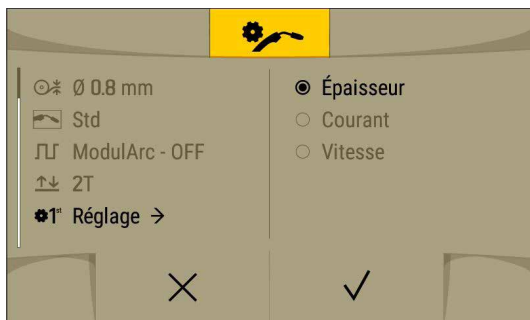 Ø 0.8 mm
Std
ModulArc - OFF
2T
1st Réglage →
Épaisseur
Courant
Vitesse